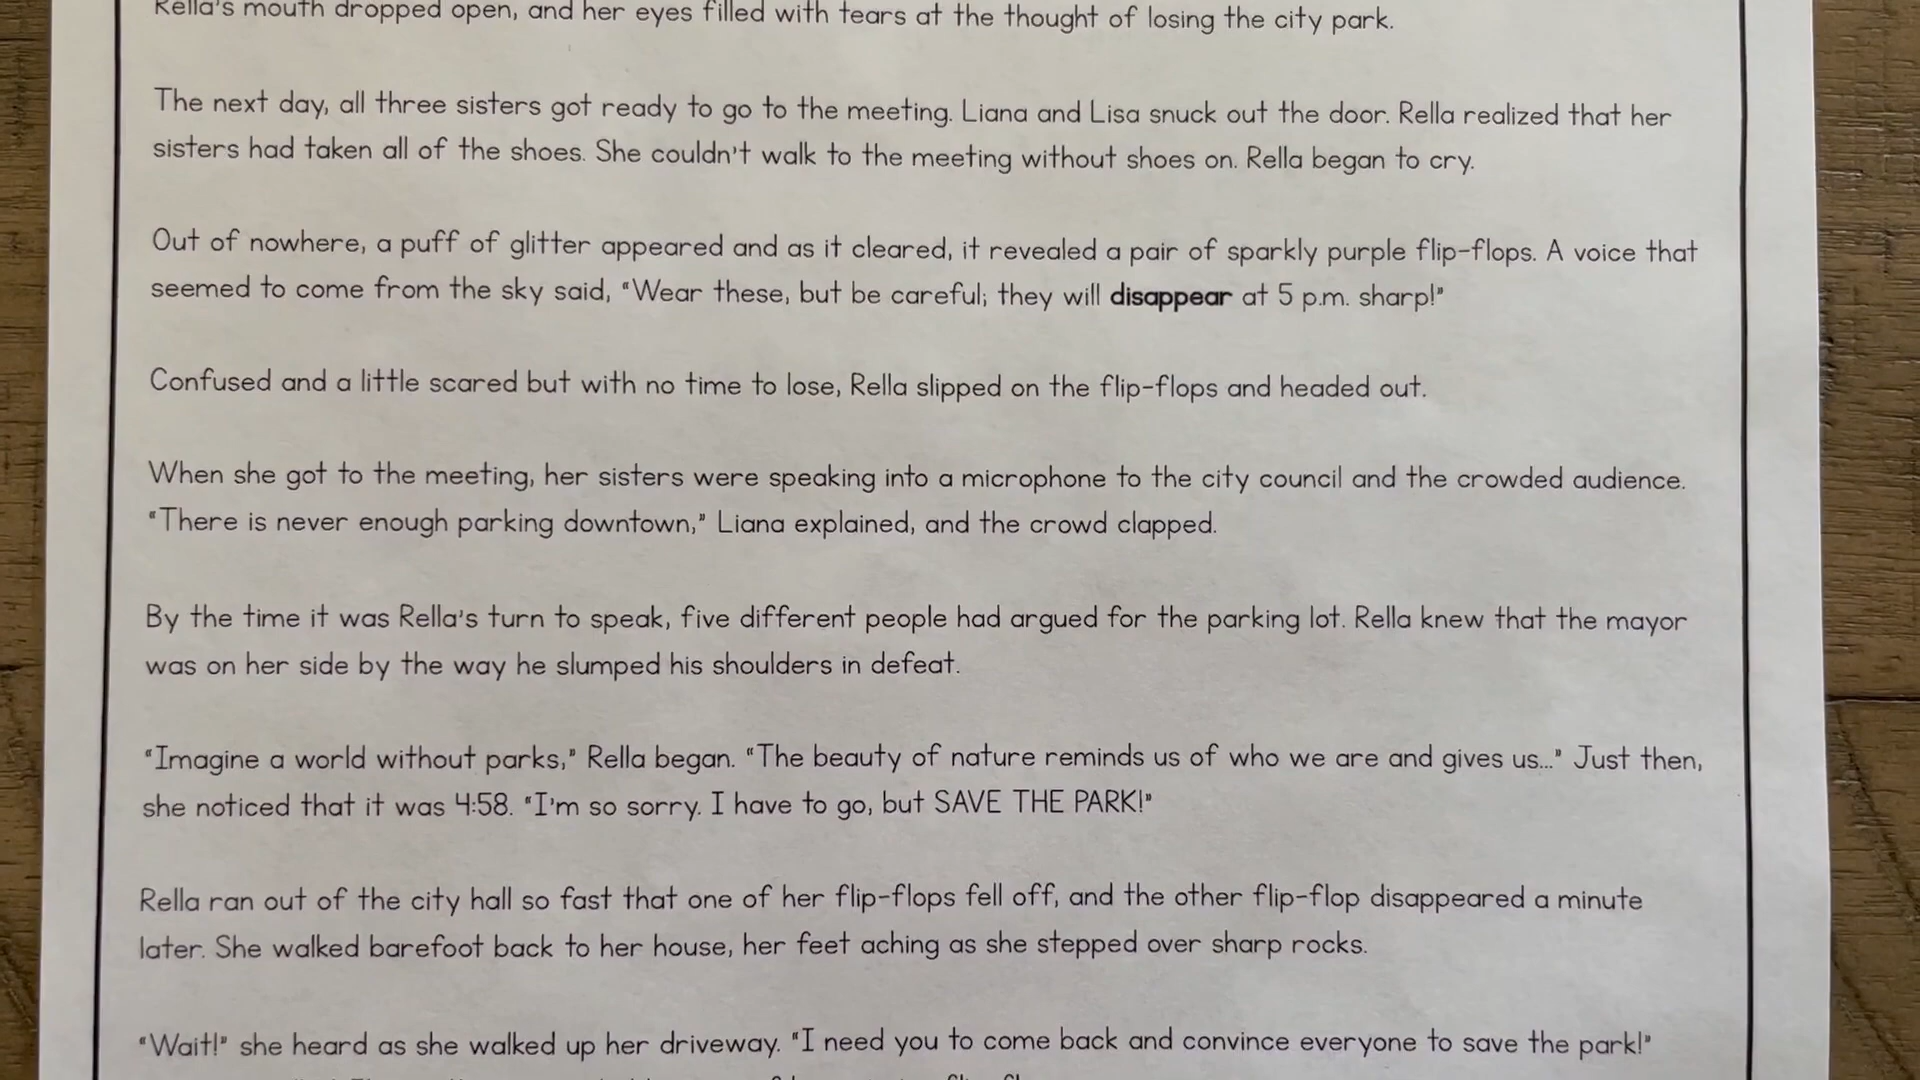 Rella's mouth dropped open, and her eyes filled with tears at the thought of losing the city park.
The next day, all three sisters got ready to go to the meeting. Liana and Lisa snuck out the door. Rella realized that her
sisters had taken all of the shoes. She couldn't walk to the meeting without shoes on. Rella began to cry.
Out of nowhere, a puff of glitter appeared and as it cleared, it revealed a pair of sparkly purple flip-flops. A voice that
seemed to come from the sky said, "Wear these, but be careful; they will disappear at 5 p.m. sharp!"
Confused and a little scared but with no time to lose, Rella slipped on the flip-flops and headed out.
When she got to the meeting, her sisters were speaking into a microphone to the city council and the crowded audience.
"There is never enough parking downtown," Liana explained, and the crowd clapped.
By the time it was Rella's turn to speak, five different people had argued for the parking lot. Rella knew that the mayor
was on her side by the way he slumped his shoulders in defeat.
"Imagine a world without parks," Rella began. "The beauty of nature reminds us of who we are and gives us..." Just then,
she noticed that it was 4:58. "I'm so sorry. I have to go, but SAVE THE PARK!"
Rella ran out of the city hall so fast that one of her flip-flops fell off, and the other flip-flop disappeared a minute
later. She walked barefoot back to her house, her feet aching as she stepped over sharp rocks.
"Wait!" she heard as she walked up her driveway. "I need you to come back and convince everyone to save the park!"